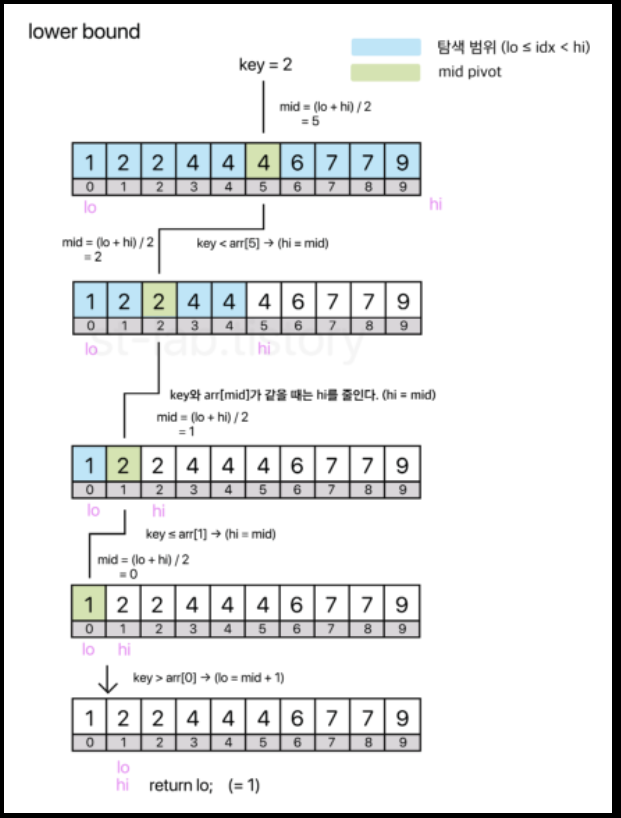 lower bound
탐색 범위 (lo ≤ idx < hi)
mid pivot
key = 2
mid = (lo + hi) / 2
= 5
1 2 2 4 4 4 6 7 7 9
0 1 2 3 4 5 6 7 8 9
lo hi
mid = (lo + hi) / 2
= 2
key < arr[5] → (hi = mid)
1 2 2 4 4 4 6 7 7 9
0 1 2 3 4 5 6 7 8 9
lo hi
st-lab.tistory
key와 arr[mid]가 같을 때는 hi를 줄인다. (hi = mid)
mid = (lo + hi) / 2
= 1
1 2 2 4 4 4 6 7 7 9
0 1 2 3 4 5 6 7 8 9
lo hi
key ≤ arr[1] → (hi = mid)
mid = (lo + hi) / 2
= 0
1 2 2 4 4 4 6 7 7 9
0 1 2 3 4 5 6 7 8 9
lo hi
key > arr[0] → (lo = mid + 1)
1 2 2 4 4 4 6 7 7 9
0 1 2 3 4 5 6 7 8 9
lo
hi return lo; (= 1)